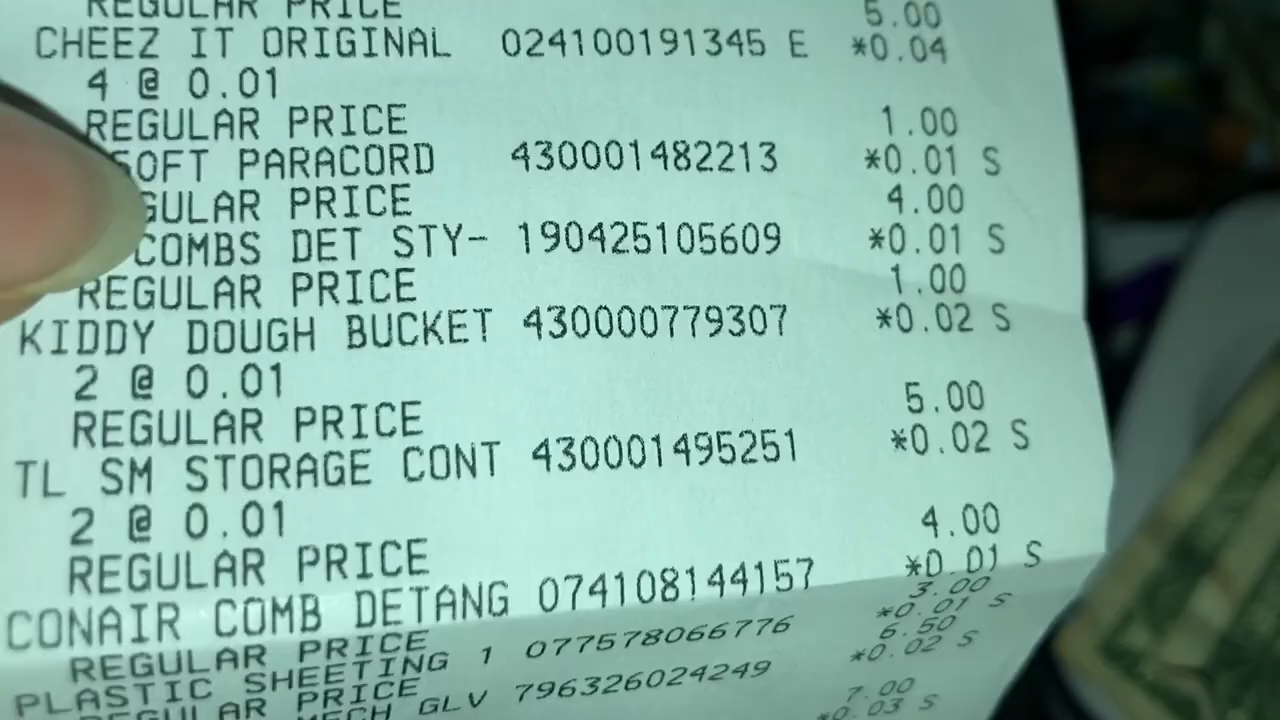 REGULAR PRICE 5.00
CHEEZ IT ORIGINAL 024100191345 E *0.04
4 @ 0.01
REGULAR PRICE 1.00
SOFT PARACORD 430001482213 *0.01 S
GULAR PRICE 4.00
COMBS DET STY- 190425105609 *0.01 S
REGULAR PRICE 1.00
KIDDY DOUGH BUCKET 430000779307 *0.02 S
2 @ 0.01
REGULAR PRICE 5.00
TL SM STORAGE CONT 430001495251 *0.02 S
2 @ 0.01
REGULAR PRICE 4.00
CONAIR COMB DETANG 074108144157 *0.01 S
REGULAR PRICE 3.00
PLASTIC SHEETING 1 077578066776 *0.01 S
REGULAR PRICE 6.50
MECH GLV 796326024249 *0.02 S
7.00
*0.03 S